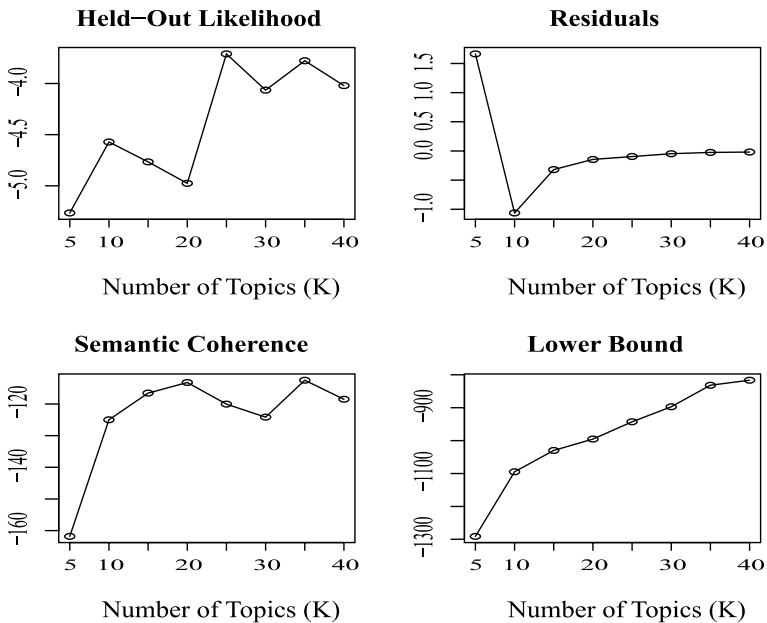 Held−Out Likelihood
−4.0
−4.5
−5.0
5 10 20 30 40
Number of Topics (K)
Residuals
1.5
1.0
0.5
0.0
−1.0
5 10 20 30 40
Number of Topics (K)
Semantic Coherence
−120
−140
−160
5 10 20 30 40
Number of Topics (K)
Lower Bound
−900
−1100
−1300
5 10 20 30 40
Number of Topics (K)